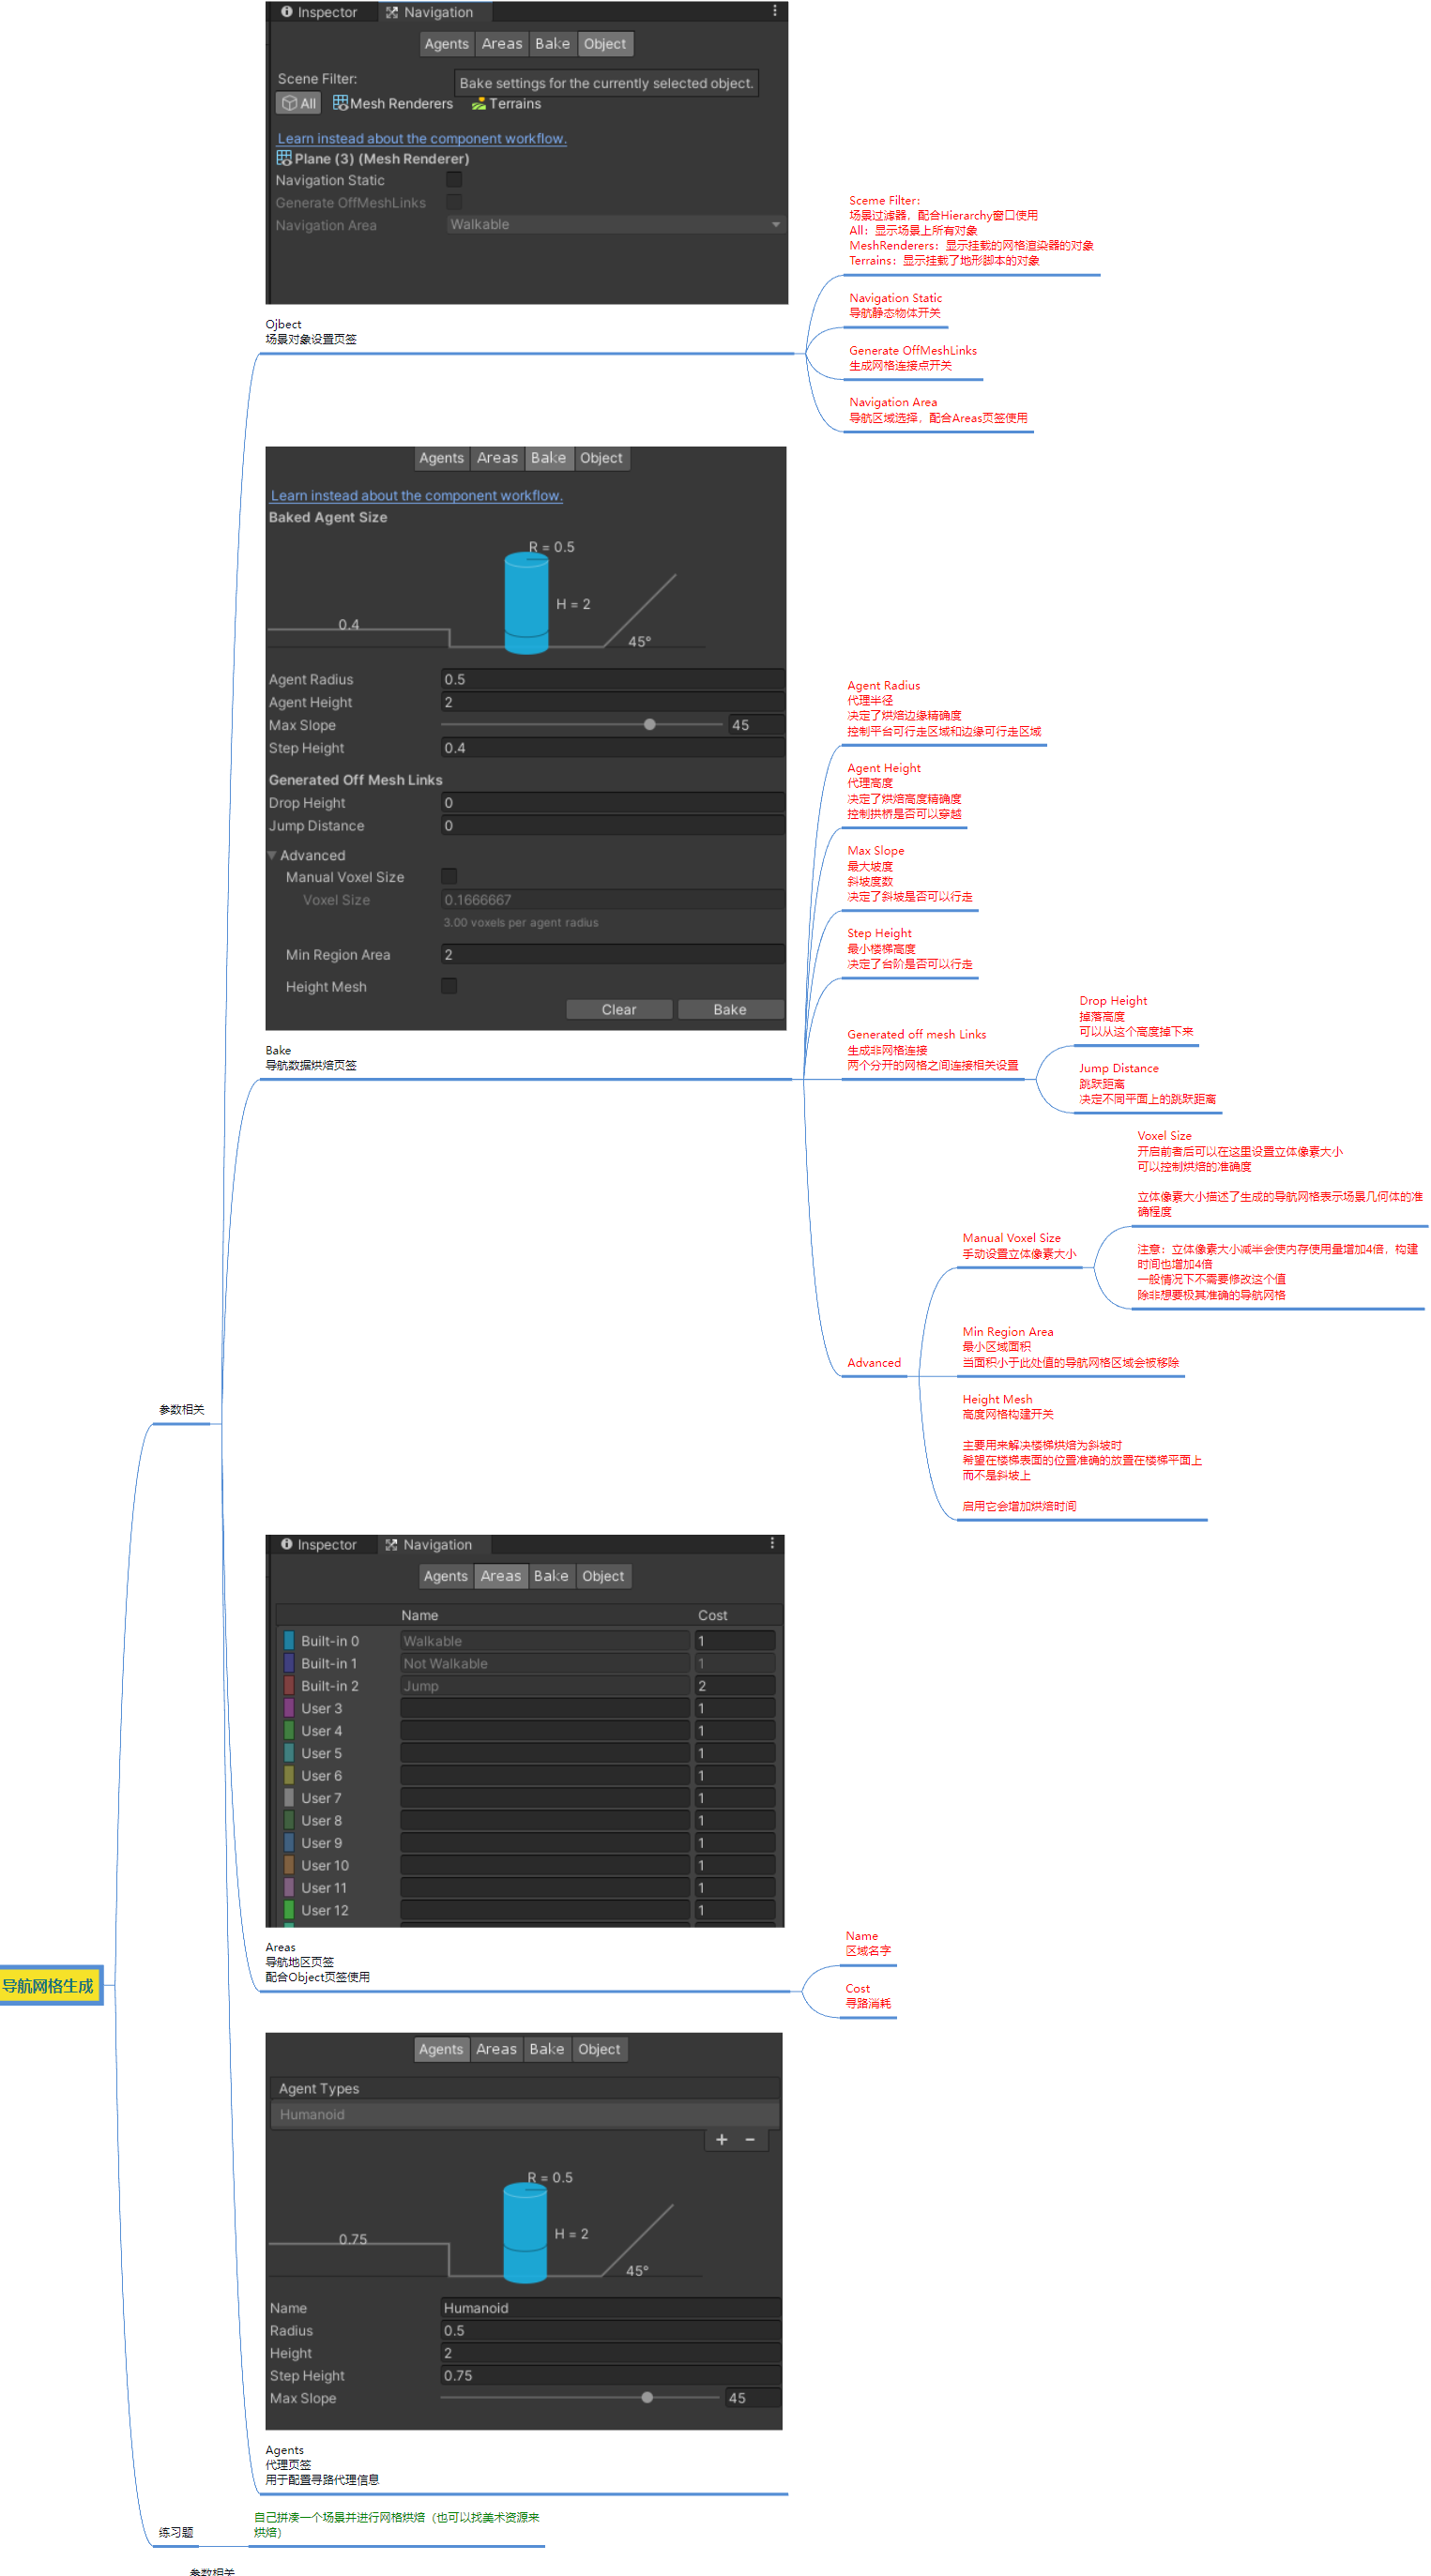 Inspector
Navigation
Agents
Areas
Bake
Object
Scene Filter:
Bake settings for the currently selected object.
All
Mesh Renderers
Terrains
Learn instead about the component workflow.
Plane (3) (Mesh Renderer)
Navigation Static
Generate OffMeshLinks
Navigation Area
Walkable
Ojbect
场景对象设置页签
Sceme Filter:
场景过滤器，配合Hierarchy窗口使用
All：显示场景上所有对象
MeshRenderers：显示挂载的网格渲染器的对象
Terrains：显示挂载了地形脚本的对象
Navigation Static
导航静态物体开关
Generate OffMeshLinks
生成网格连接点开关
Navigation Area
导航区域选择，配合Areas页签使用
Agents
Areas
Bake
Object
Learn instead about the component workflow.
Baked Agent Size
R = 0.5
H = 2
0.4
45°
Agent Radius
0.5
Agent Height
2
Max Slope
45
Step Height
0.4
Generated Off Mesh Links
Drop Height
0
Jump Distance
0
Advanced
Manual Voxel Size
Voxel Size
0.1666667
3.00 voxels per agent radius
Min Region Area
2
Height Mesh
Clear
Bake
Bake
导航数据烘焙页签
Agent Radius
代理半径
决定了烘焙边缘精确度
控制平台可行走区域和边缘可行走区域
Agent Height
代理高度
决定了烘焙高度精确度
控制拱桥是否可以穿越
Max Slope
最大坡度
斜坡度数
决定了斜坡是否可以行走
Step Height
最小楼梯高度
决定了台阶是否可以行走
Generated off mesh Links
生成非网格连接
两个分开的网格之间连接相关设置
Drop Height
掉落高度
可以从这个高度掉下来
Jump Distance
跳跃距离
决定不同平面上的跳跃距离
Advanced
Manual Voxel Size
手动设置立体像素大小
Voxel Size
开启前者后可以在这里设置立体像素大小
可以控制烘焙的准确度
立体像素大小描述了生成的导航网格表示场景几何体的准
确程度
注意：立体像素大小减半会使内存使用量增加4倍，构建
时间也增加4倍
一般情况下不需要修改这个值
除非想要极其准确的导航网格
Min Region Area
最小区域面积
当面积小于此处值的导航网格区域会被移除
Height Mesh
高度网格构建开关
主要用来解决楼梯烘焙为斜坡时
希望在楼梯表面的位置准确的放置在楼梯平面上
而不是斜坡上
启用它会增加烘焙时间
参数相关
Inspector
Navigation
Agents
Areas
Bake
Object
Name
Cost
Built-in 0
Walkable
1
Built-in 1
Not Walkable
1
Built-in 2
Jump
2
User 3
1
User 4
1
User 5
1
User 6
1
User 7
1
User 8
1
User 9
1
User 10
1
User 11
1
User 12
1
Areas
导航地区页签
配合Object页签使用
Name
区域名字
Cost
寻路消耗
导航网格生成
Agents
Areas
Bake
Object
Agent Types
Humanoid
+
−
R = 0.5
H = 2
0.75
45°
Name
Humanoid
Radius
0.5
Height
2
Step Height
0.75
Max Slope
45
Agents
代理页签
用于配置寻路代理信息
练习题
自己拼凑一个场景并进行网格烘焙（也可以找美术资源来
烘焙）
参数相关